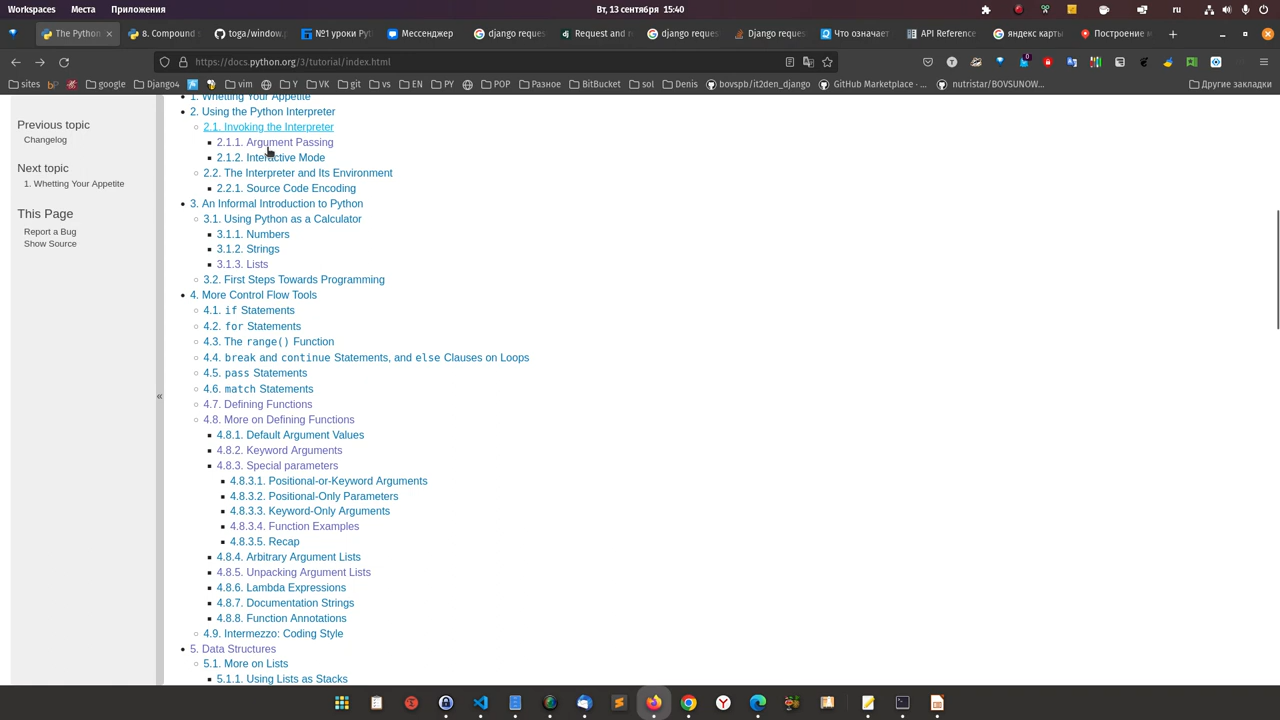 Workspaces Места Приложения Вт, 13 сентября 15:40 ru
The Python 8. Compound s toga/window.p №1 уроки Pyt Мессенджер django reques Request and re django reques Django reques Что означает API Reference яндекс карты Построение м
https://docs.python.org/3/tutorial/index.html
sites google Django4 vim Y VK git vs EN PY POP Разное BitBucket sol Denis bovspb/it2den_django GitHub Marketplace · ... nutristar/BOVSUNOW... Другие закладки
Previous topic
Changelog
Next topic
1. Whetting Your Appetite
This Page
Report a Bug
Show Source
«
1. Whetting Your Appetite
2. Using the Python Interpreter
2.1. Invoking the Interpreter
2.1.1. Argument Passing
2.1.2. Interactive Mode
2.2. The Interpreter and Its Environment
2.2.1. Source Code Encoding
3. An Informal Introduction to Python
3.1. Using Python as a Calculator
3.1.1. Numbers
3.1.2. Strings
3.1.3. Lists
3.2. First Steps Towards Programming
4. More Control Flow Tools
4.1. if Statements
4.2. for Statements
4.3. The range() Function
4.4. break and continue Statements, and else Clauses on Loops
4.5. pass Statements
4.6. match Statements
4.7. Defining Functions
4.8. More on Defining Functions
4.8.1. Default Argument Values
4.8.2. Keyword Arguments
4.8.3. Special parameters
4.8.3.1. Positional-or-Keyword Arguments
4.8.3.2. Positional-Only Parameters
4.8.3.3. Keyword-Only Arguments
4.8.3.4. Function Examples
4.8.3.5. Recap
4.8.4. Arbitrary Argument Lists
4.8.5. Unpacking Argument Lists
4.8.6. Lambda Expressions
4.8.7. Documentation Strings
4.8.8. Function Annotations
4.9. Intermezzo: Coding Style
5. Data Structures
5.1. More on Lists
5.1.1. Using Lists as Stacks